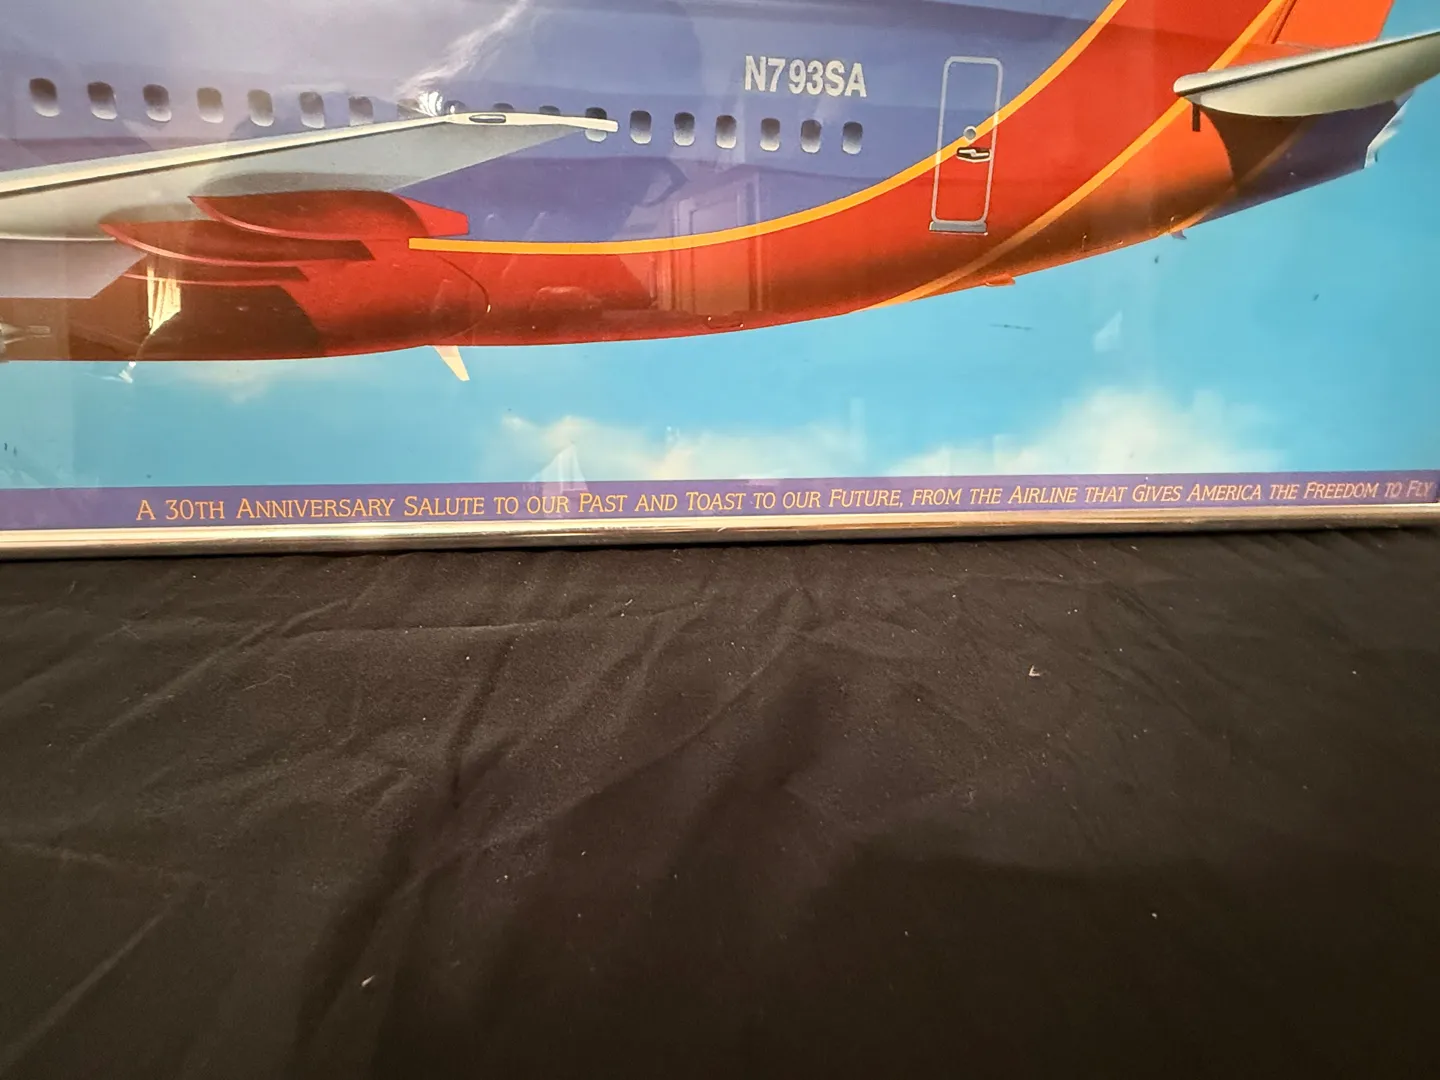 N793SA
A 30TH ANNIVERSARY SALUTE TO OUR PAST AND TOAST TO OUR FUTURE, FROM THE AIRLINE THAT GIVES AMERICA THE FREEDOM TO FLY